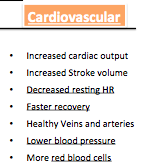 Cardiovascular
• Increased cardiac output
• Increased Stroke volume
• Decreased resting HR
• Faster recovery
• Healthy Veins and arteries
• Lower blood pressure
• More red blood cells